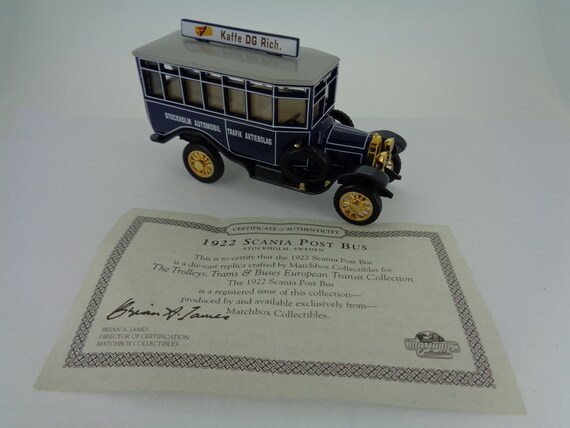 Kaffe DG Rich.
STOCKHOLM AUTOMOBIL TRAFIK AKTIEBOLAG
CERTIFICATE of AUTHENTICITY
1922 SCANIA POST BUS
STOCKHOLM, SWEDEN
This is to certify that the 1922 Scania Post Bus
is a die-cast replica crafted by Matchbox Collectibles for
The Trolleys, Trams & Buses European Transit Collection
The 1922 Scania Post Bus
is a registered issue of this collection—
produced by and available exclusively from—
Matchbox Collectibles.
Brian A. James
BRIAN A. JAMES
DIRECTOR OF CERTIFICATION
MATCHBOX COLLECTIBLES